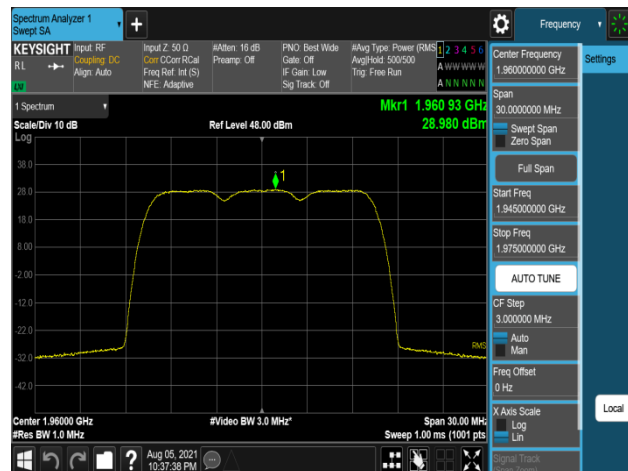 Spectrum Analyzer 1
Swept SA
Frequency
KEYSIGHT
RL
Input: RF
Coupling: DC
Align: Auto
Input Z: 50 Ω
Corr CCorr RCal
Freq Ref: Int (S)
NFE: Adaptive
#Atten: 16 dB
Preamp: Off
PNO: Best Wide
Gate: Off
IF Gain: Low
Sig Track: Off
#Avg Type: Power (RMS
Avg|Hold: 500/500
Trig: Free Run
1 2 3 4 5 6
A W W W W W
A N N N N N
1 Spectrum
Scale/Div 10 dB
Ref Level 48.00 dBm
Mkr1 1.960 93 GHz
28.980 dBm
Log
38.0
28.0
18.0
8.00
-2.00
-12.0
-22.0
-32.0
-42.0
1
RMS
Center 1.96000 GHz
#Res BW 1.0 MHz
#Video BW 3.0 MHz*
Span 30.00 MHz
Sweep 1.00 ms (1001 pts
Aug 05, 2021
10:37:38 PM
Center Frequency
1.960000000 GHz
Span
30.0000000 MHz
Swept Span
Zero Span
Full Span
Start Freq
1.945000000 GHz
Stop Freq
1.975000000 GHz
AUTO TUNE
CF Step
3.000000 MHz
Auto
Man
Freq Offset
0 Hz
X Axis Scale
Log
Lin
Signal Track
(Span Zoom)
Settings
Local